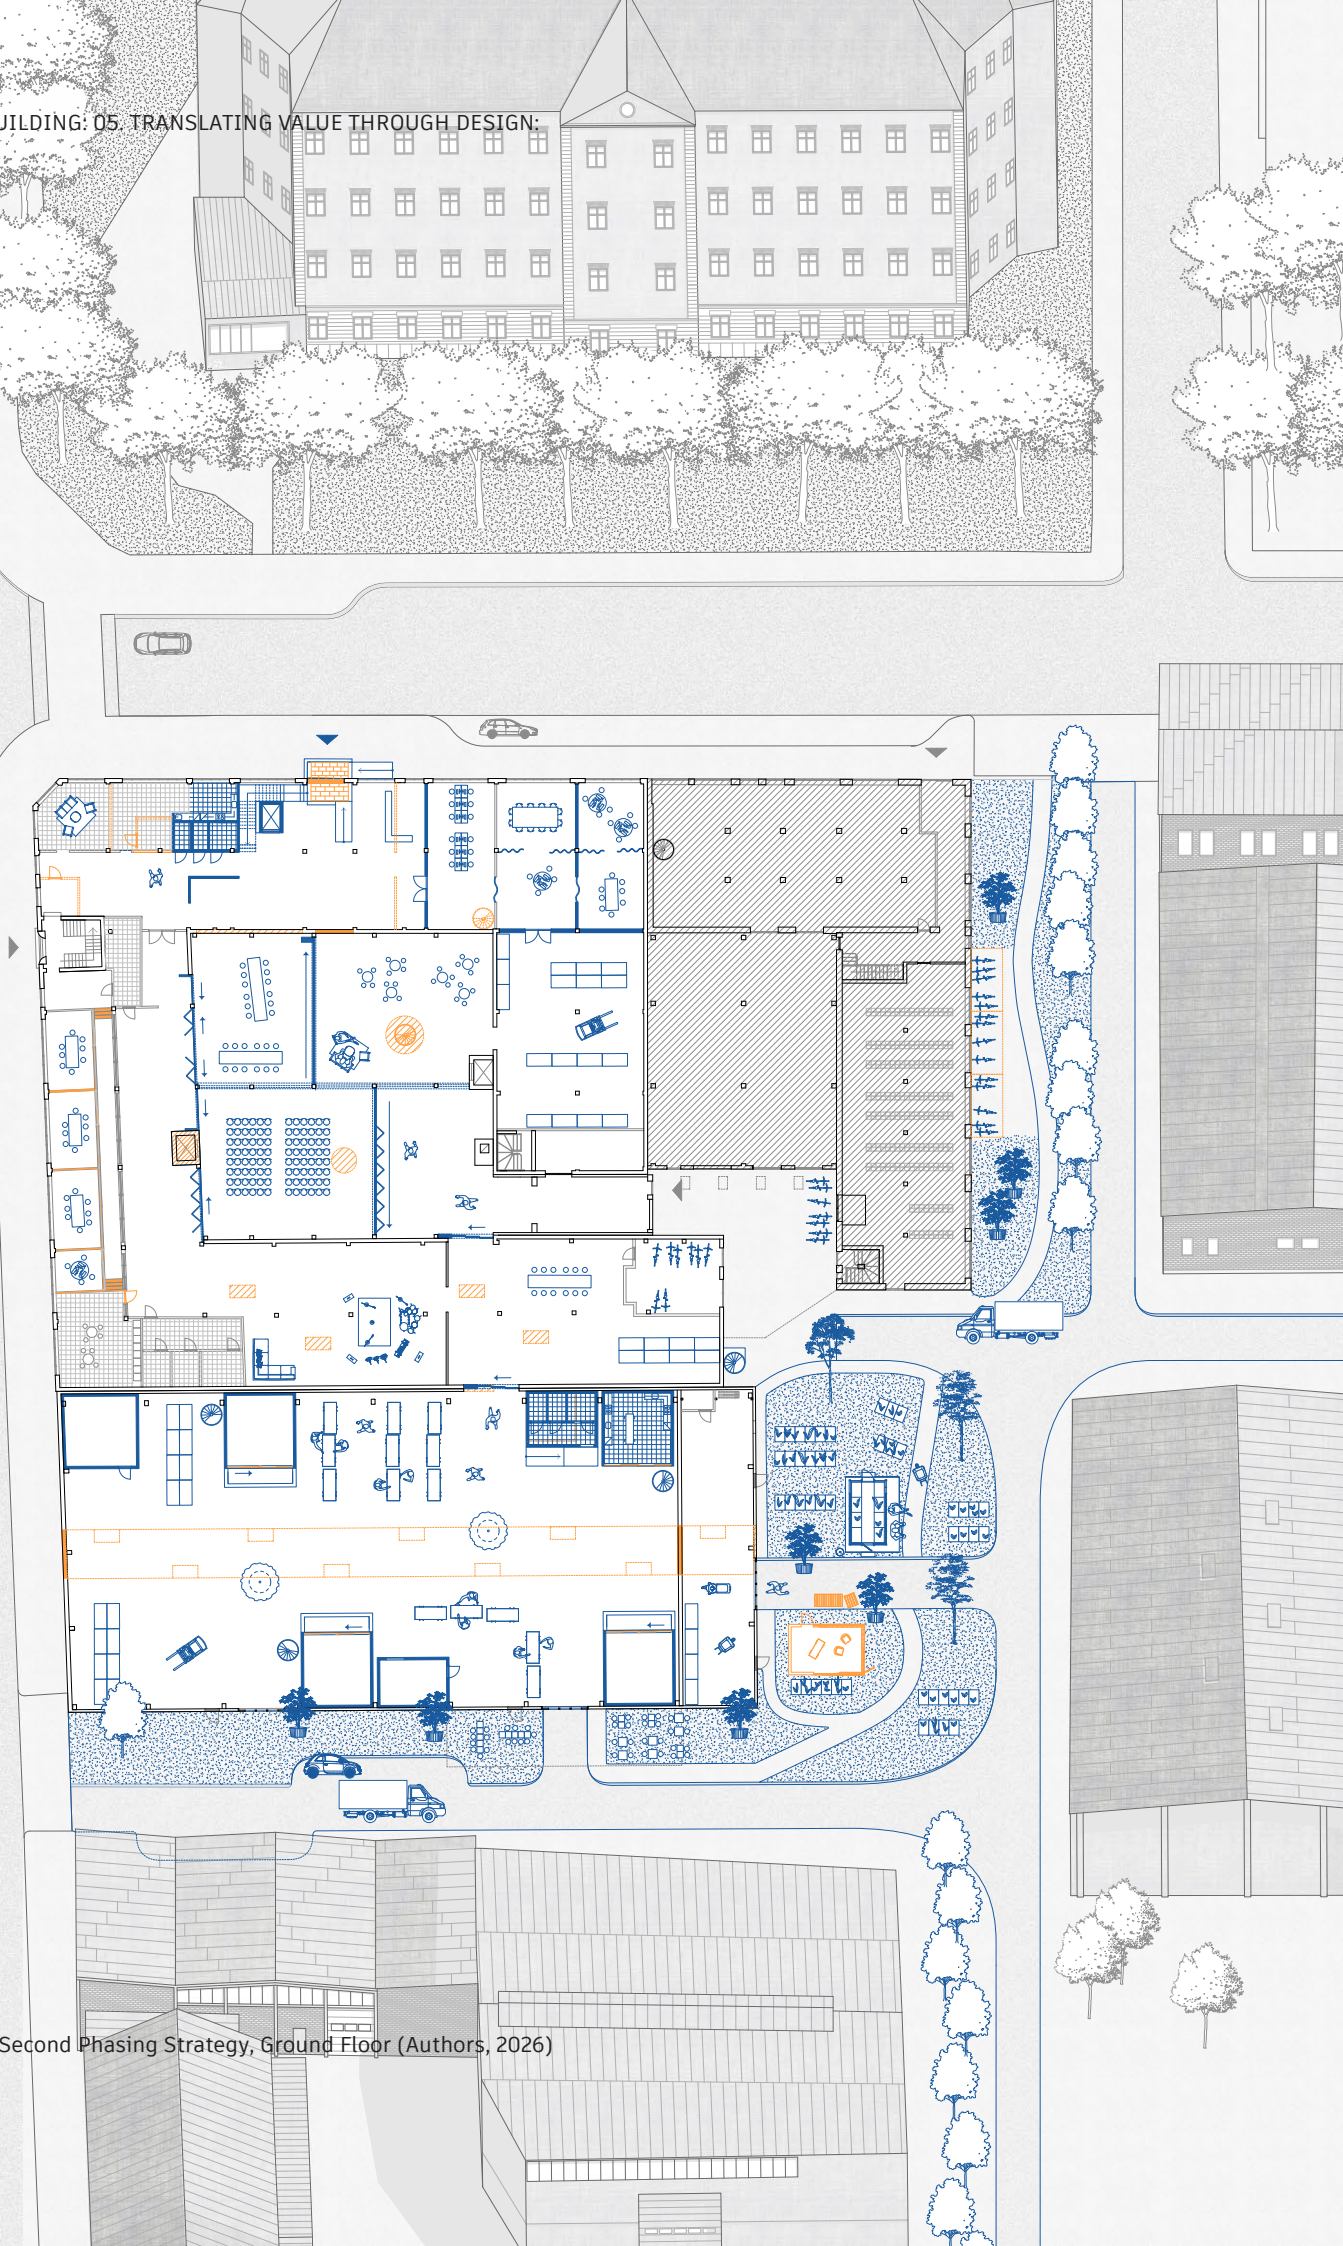 UILDING: 05. TRANSLATING VALUE THROUGH DESIGN:
Second Phasing Strategy, Ground Floor (Authors, 2026)